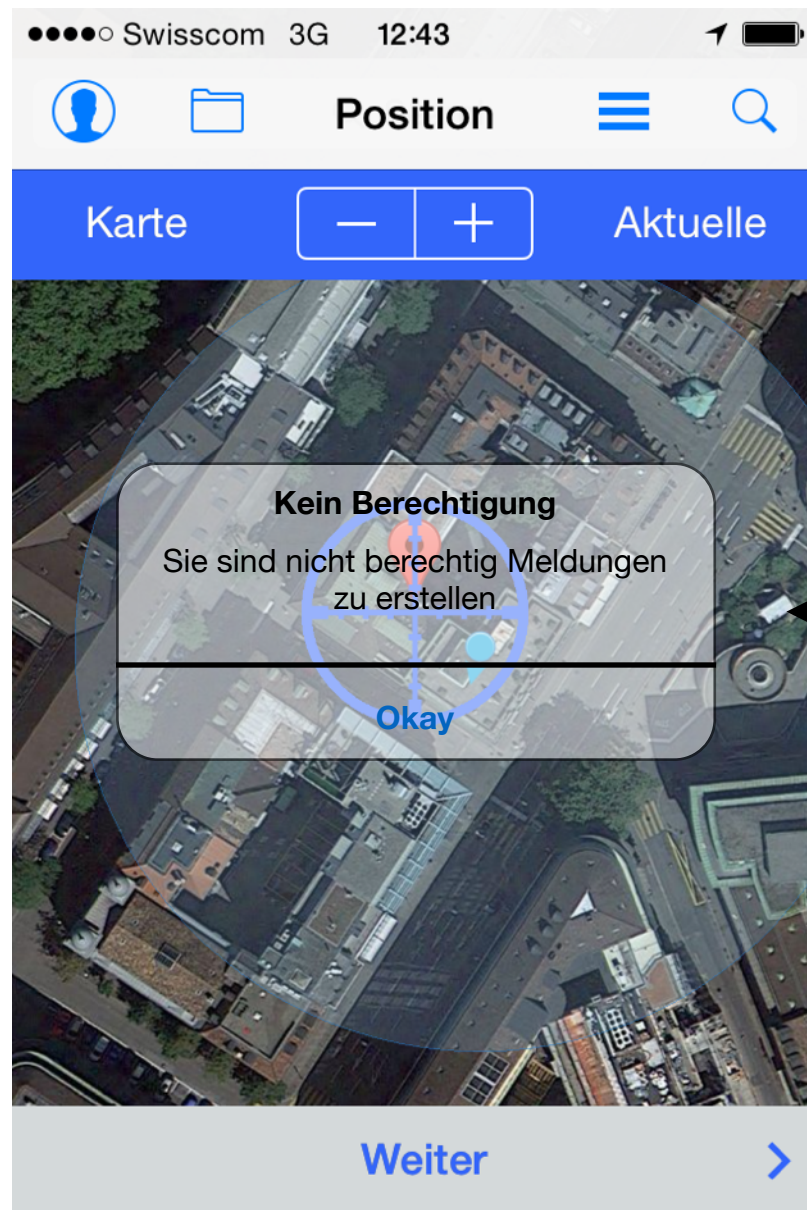 Swisscom 3G 12:43
Position
Karte − + Aktuelle
Kein Berechtigung
Sie sind nicht berechtig Meldungen
zu erstellen
Okay
Weiter